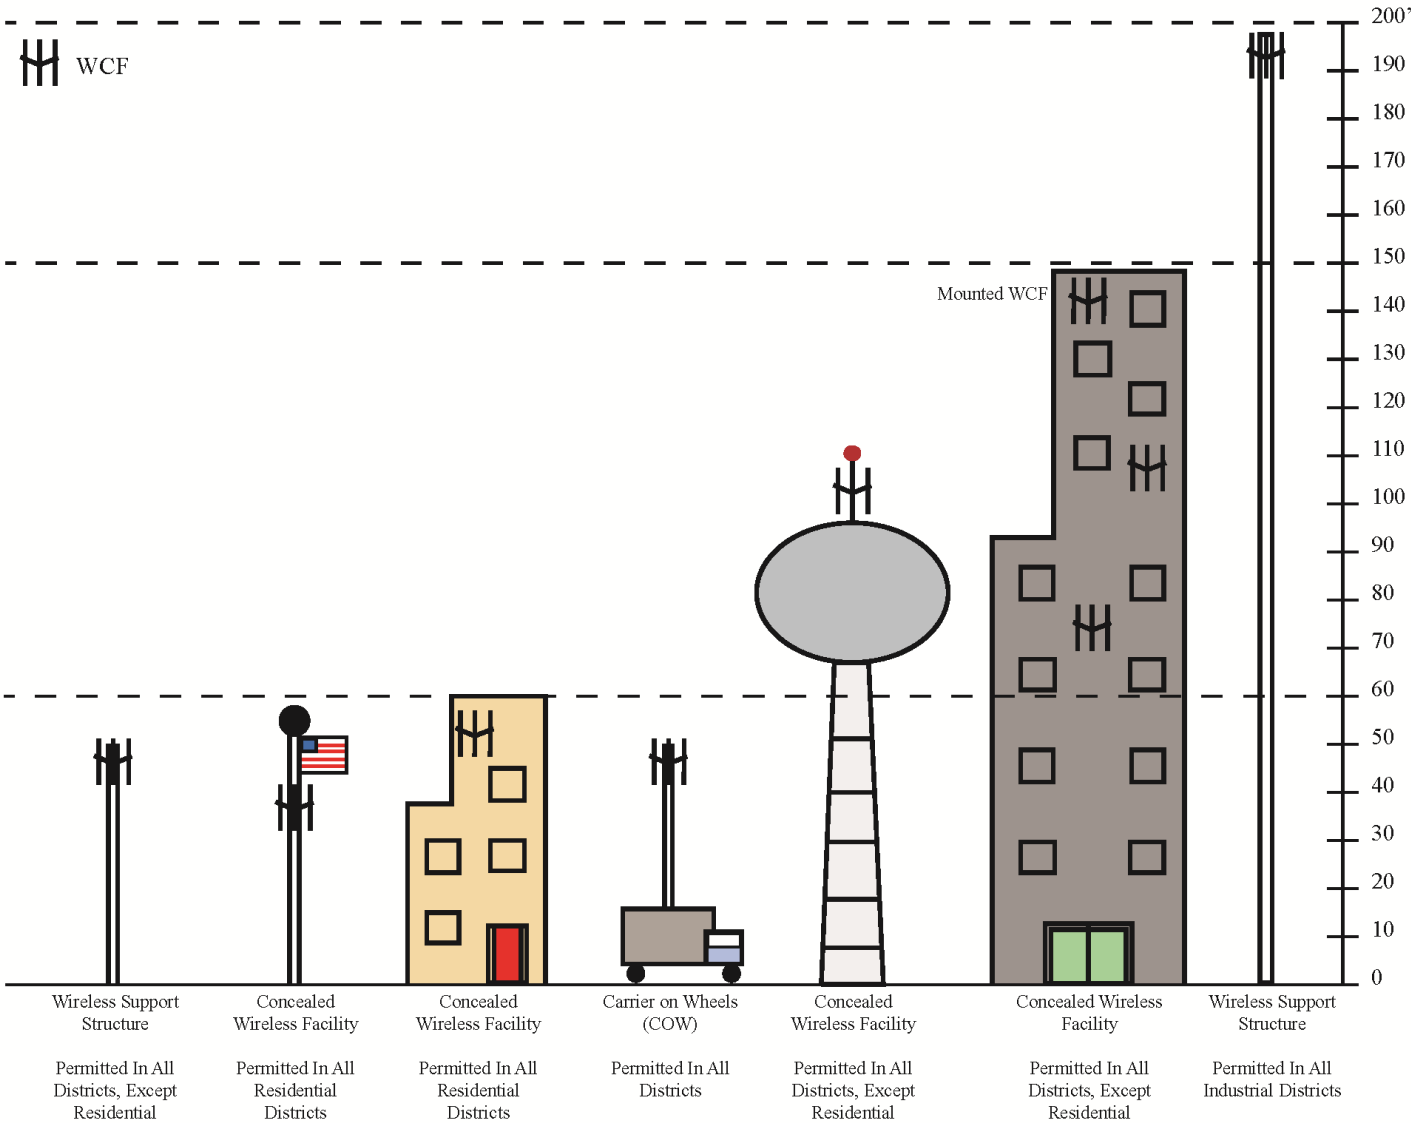 200'
WCF
190
180
170
160
150
Mounted WCF
140
130
120
110
100
90
80
70
60
50
40
30
20
10
0
Wireless Support
Structure
Permitted In All
Districts, Except
Residential
Concealed
Wireless Facility
Permitted In All
Residential
Districts
Concealed
Wireless Facility
Permitted In All
Residential
Districts
Carrier on Wheels
(COW)
Permitted In All
Districts
Concealed
Wireless Facility
Permitted In All
Districts, Except
Residential
Concealed Wireless
Facility
Permitted In All
Districts, Except
Residential
Wireless Support
Structure
Permitted In All
Industrial Districts